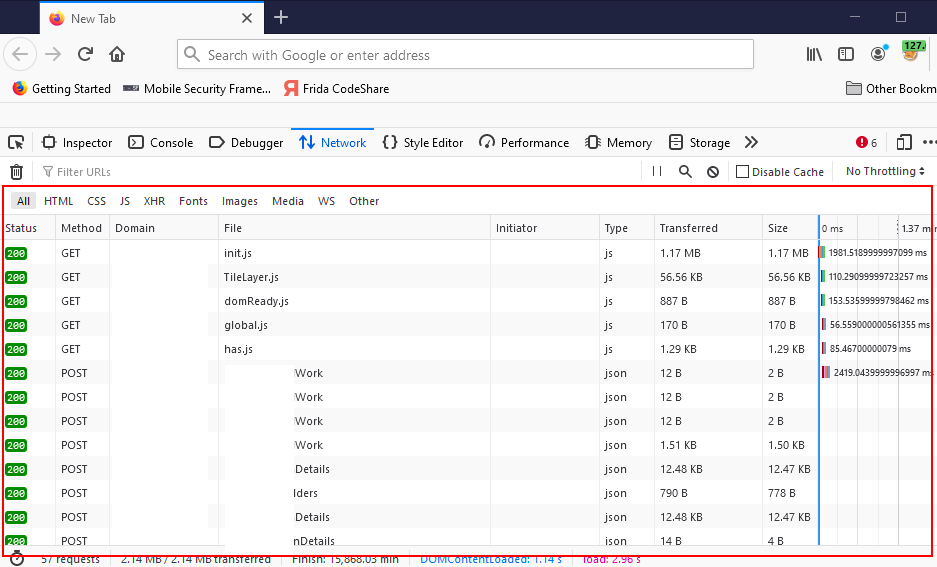 New Tab
127.
Search with Google or enter address
Getting Started Mobile Security Frame... Frida CodeShare Other Bookm
Inspector Console Debugger Network Style Editor Performance Memory Storage 6
Filter URLs Disable Cache No Throttling
All HTML CSS JS XHR Fonts Images Media WS Other
Status Method Domain File Initiator Type Transferred Size 0 ms 1.37 m
200 GET init.js js 1.17 MB 1.17 MB 1981.5189999997099 ms
200 GET TileLayer.js js 56.56 KB 56.56 KB 110.29099999723257 ms
200 GET domReady.js js 887 B 887 B 153.53599999798462 ms
200 GET global.js js 170 B 170 B 56.559000000561355 ms
200 GET has.js js 1.29 KB 1.29 KB 85.46700000079 ms
200 POST Work json 12 B 2 B 2419.0439999996997 ms
200 POST Work json 12 B 2 B
200 POST Work json 12 B 2 B
200 POST Work json 1.51 KB 1.50 KB
200 POST Details json 12.48 KB 12.47 KB
200 POST lders json 790 B 778 B
200 POST Details json 12.48 KB 12.47 KB
200 POST nDetails json 14 B 4 B
57 requests 2.14 MB / 2.14 MB transferred Finish: 15,868.03 min DOMContentLoaded: 1.14 s load: 2.96 s